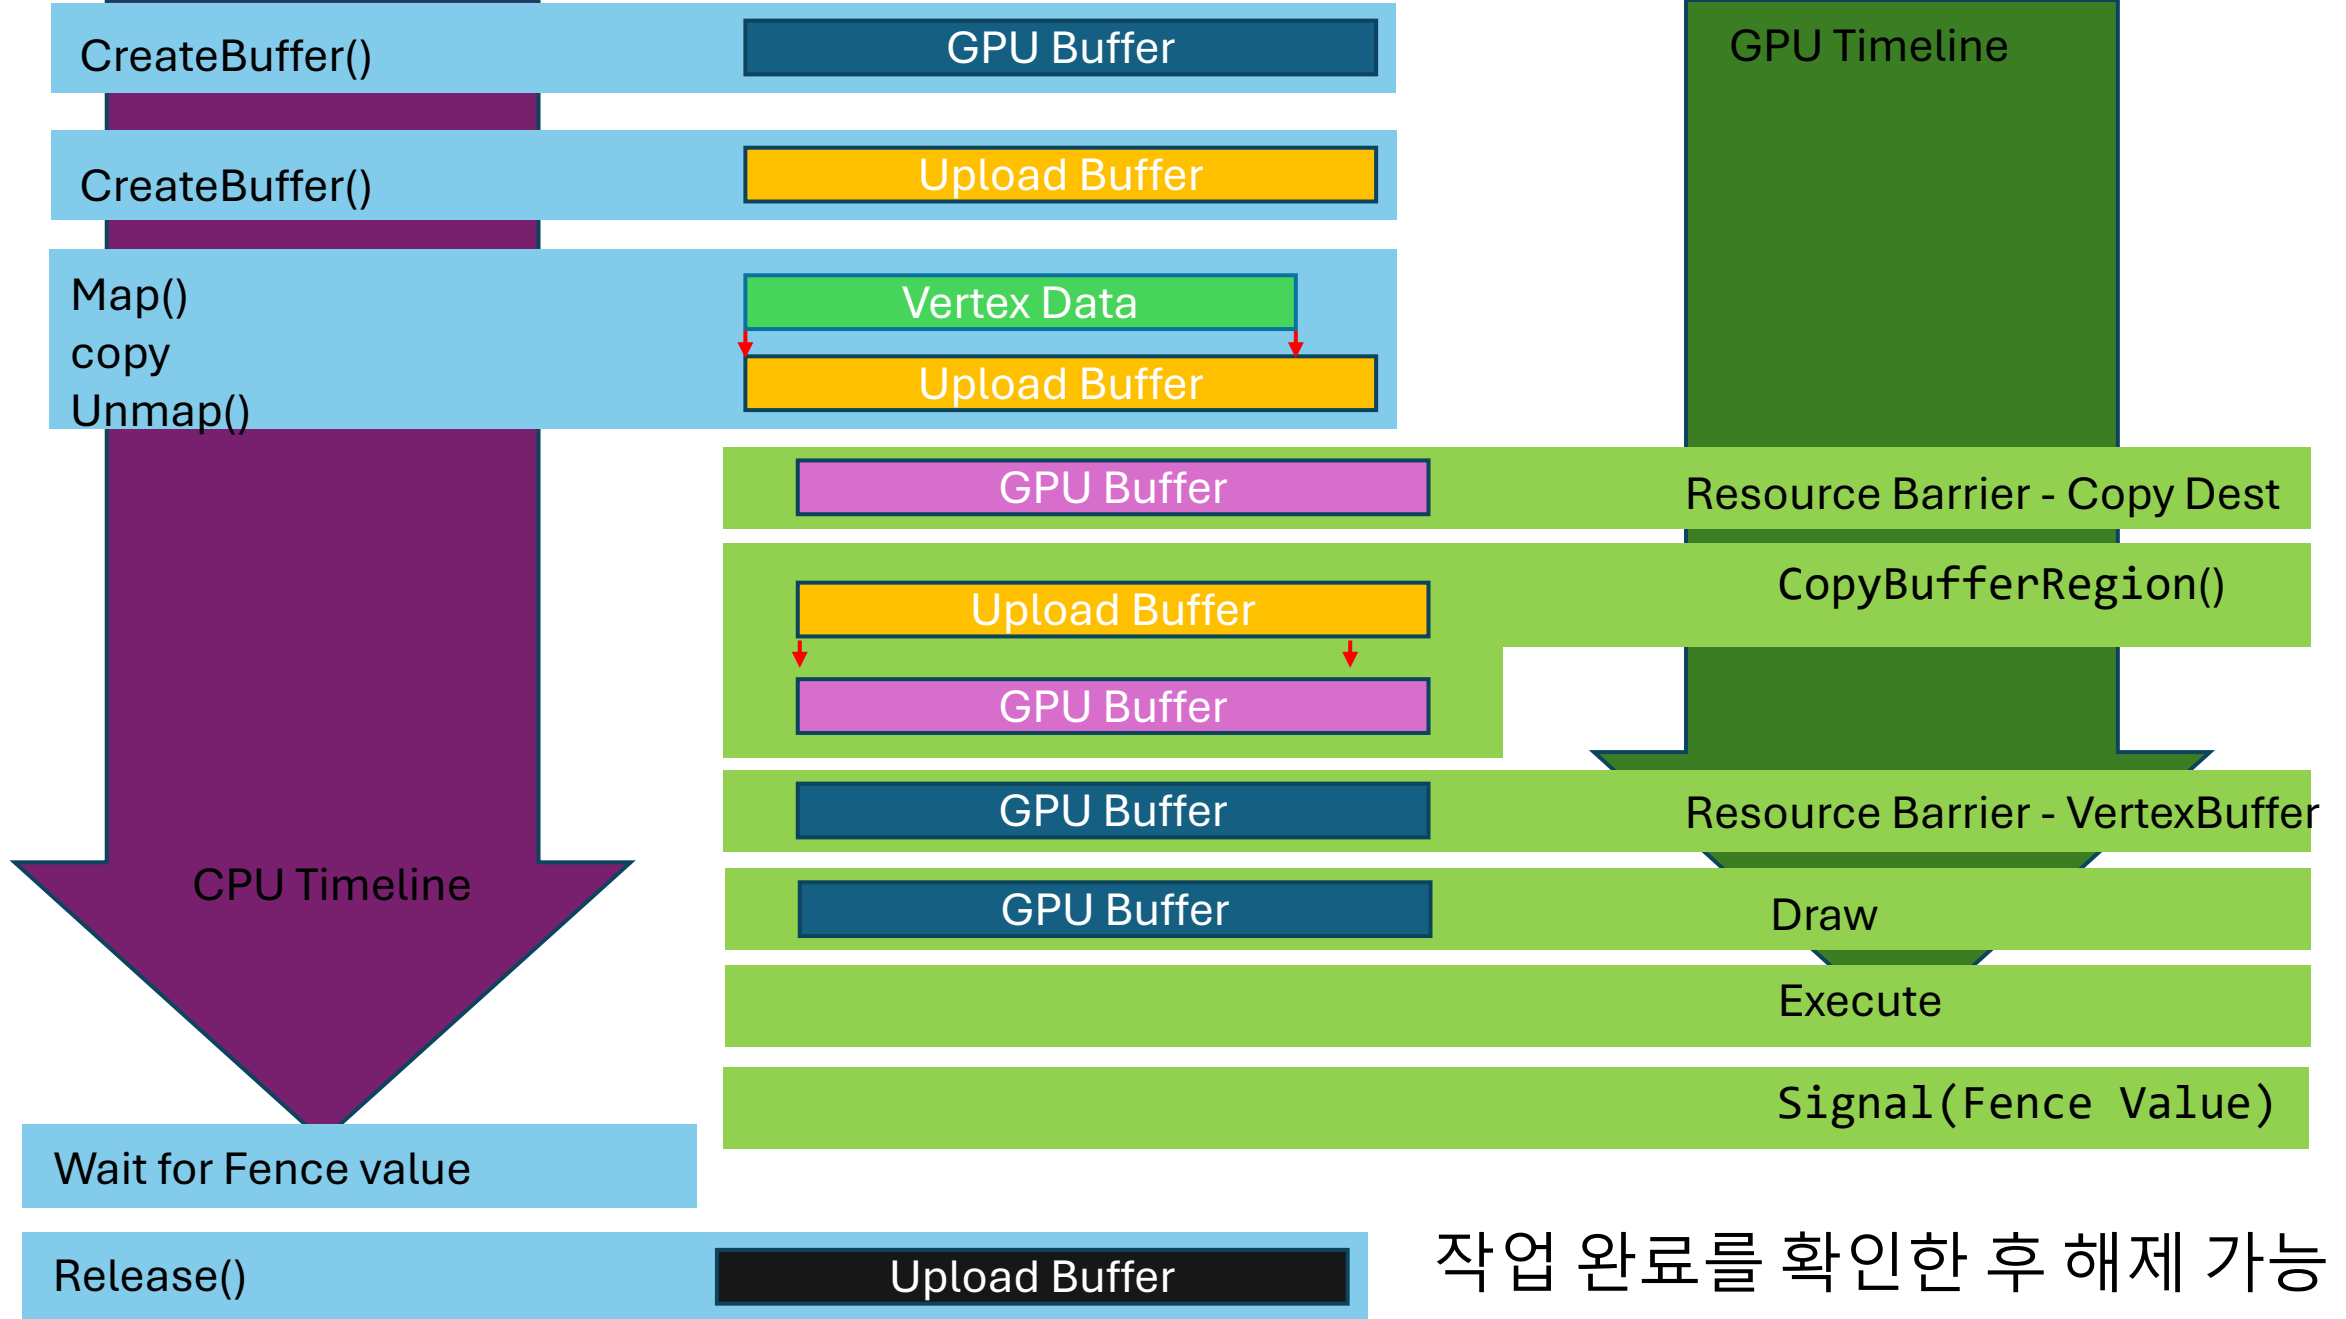 CreateBuffer()
GPU Buffer
GPU Timeline
CreateBuffer()
Upload Buffer
Map()
copy
Unmap()
Vertex Data
Upload Buffer
GPU Buffer
Resource Barrier - Copy Dest
CopyBufferRegion()
Upload Buffer
GPU Buffer
GPU Buffer
Resource Barrier - VertexBuffer
CPU Timeline
GPU Buffer
Draw
Execute
Signal(Fence Value)
Wait for Fence value
Release()
Upload Buffer
작업 완료를 확인한 후 해제 가능